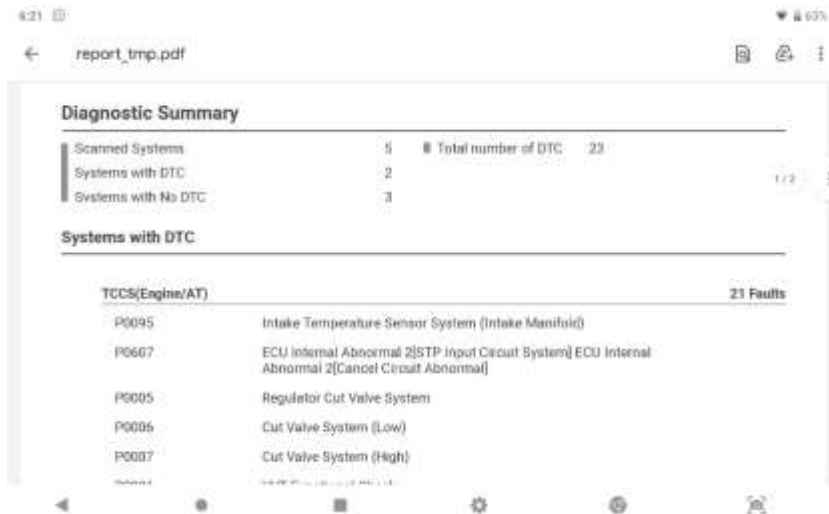 6:21 63%
report_tmp.pdf
Diagnostic Summary
Scanned Systems 5 Total number of DTC 23
Systems with DTC 2
1 / 2
Systems with No DTC 3
Systems with DTC
TCCS(Engine/AT) 21 Faults
P0095 Intake Temperature Sensor System (Intake Manifold)
P0607 ECU Internal Abnormal 2[STP Input Circuit System] ECU Internal
Abnormal 2[Cancel Circuit Abnormal]
P0005 Regulator Cut Valve System
P0006 Cut Valve System (Low)
P0007 Cut Valve System (High)